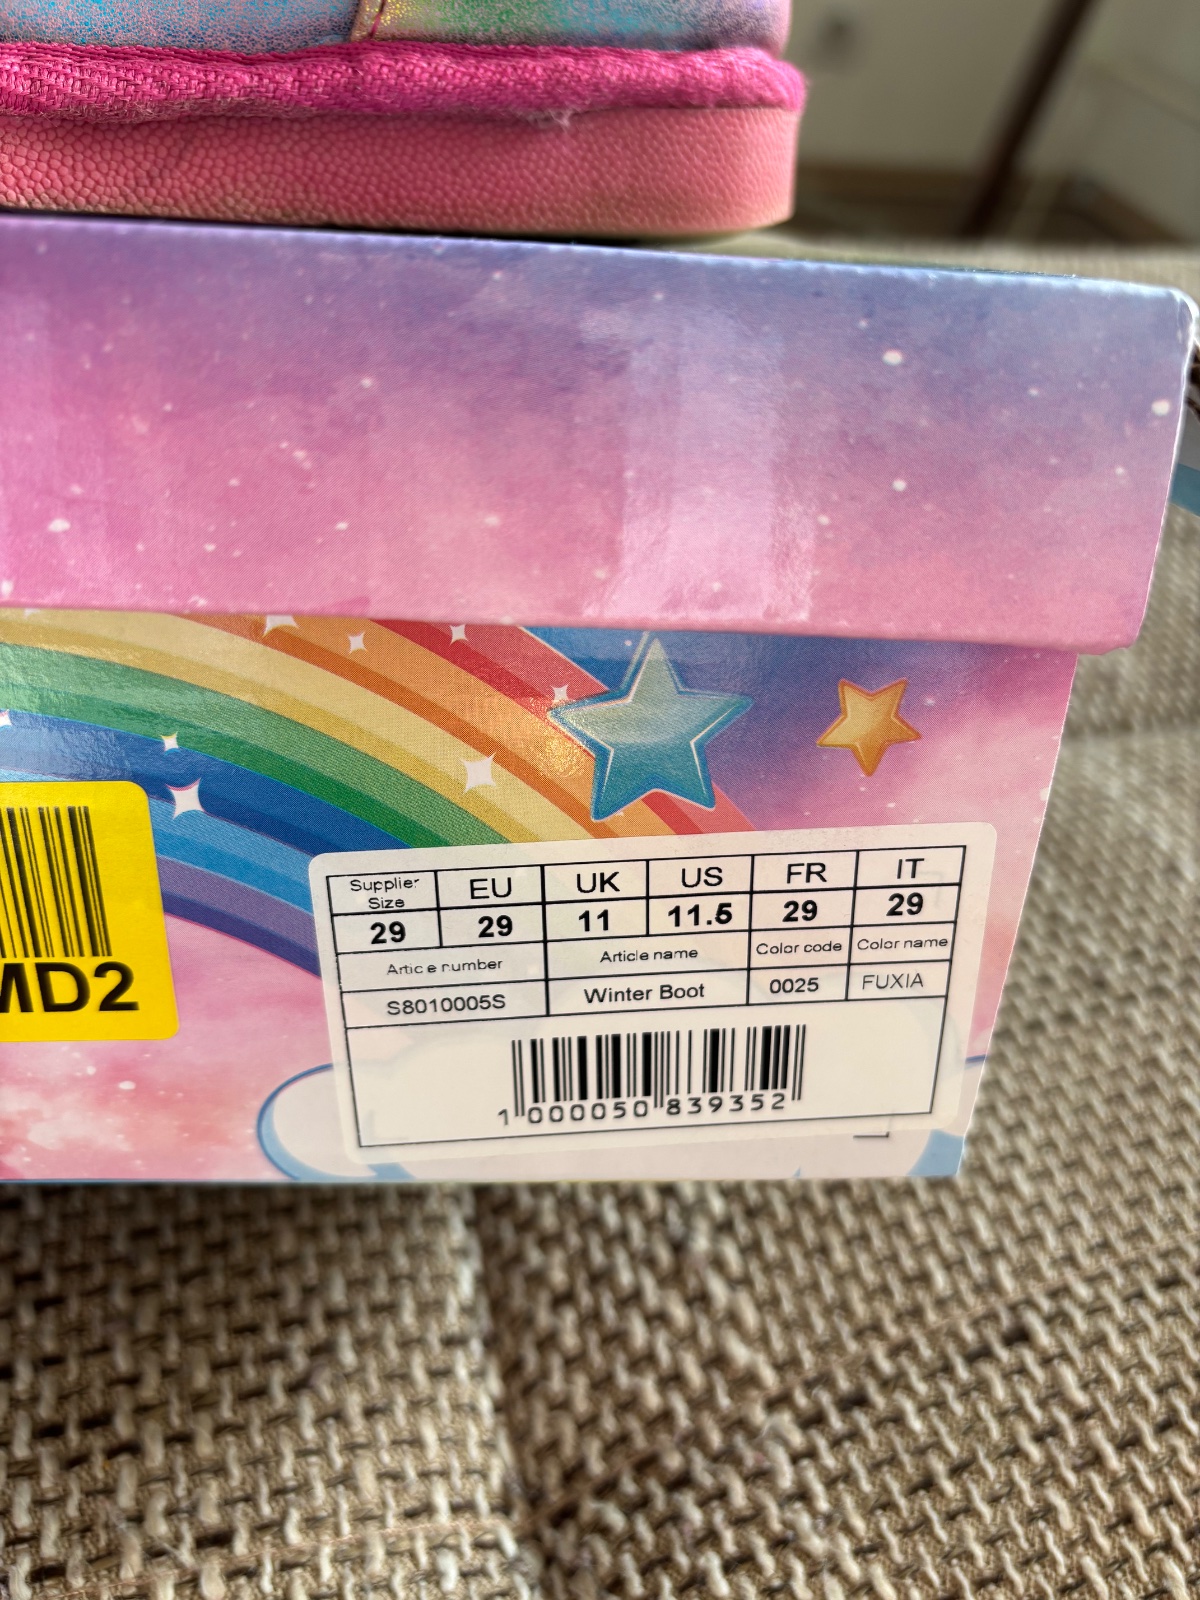 Supplier Size EU UK US FR IT
29 29 11 11.5 29 29
Article number Article name Color code Color name
S8010005S Winter Boot 0025 FUXIA
1 000050 839352
MD2